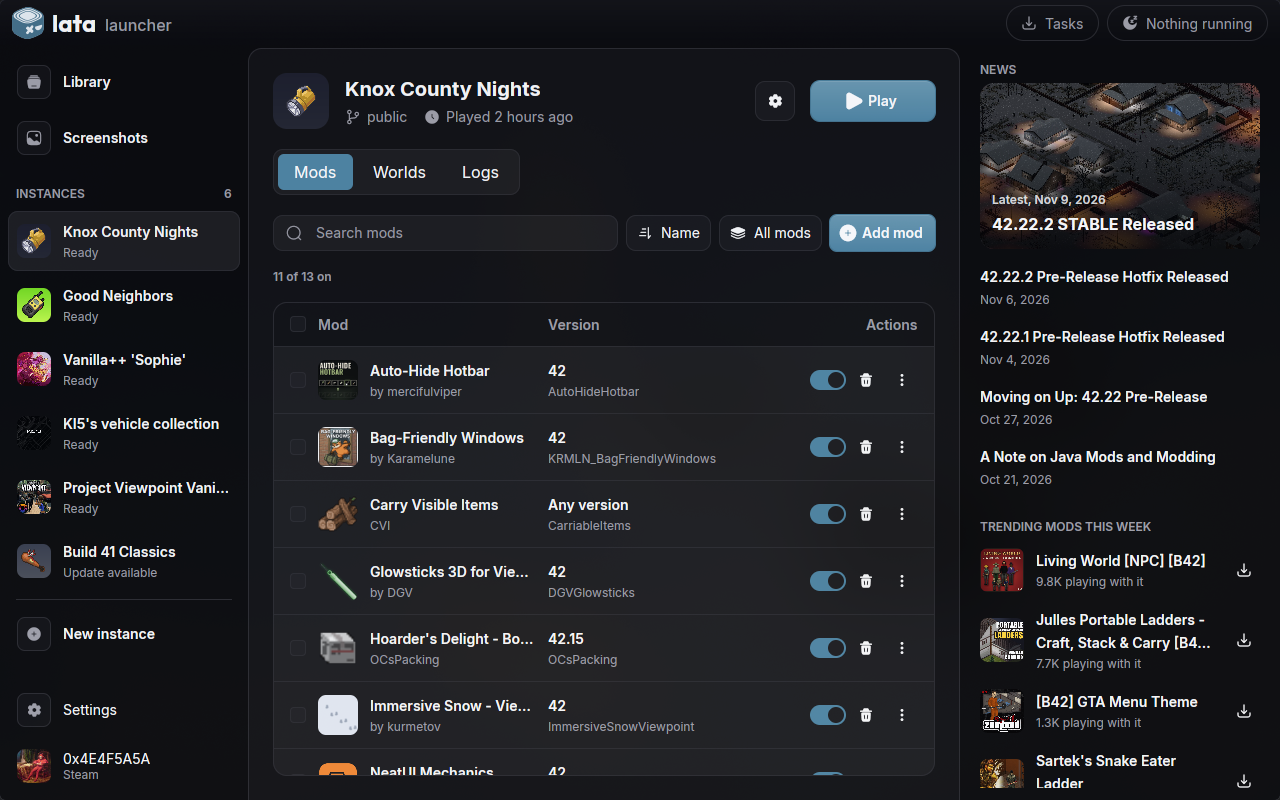 lata launcher
Tasks
Nothing running
Library
Screenshots
INSTANCES 6
Knox County Nights
Ready
Good Neighbors
Ready
Vanilla++ 'Sophie'
Ready
KI5's vehicle collection
Ready
Project Viewpoint Vani...
Ready
Build 41 Classics
Update available
New instance
Settings
0x4E4F5A5A
Steam
Knox County Nights
public
Played 2 hours ago
Play
Mods
Worlds
Logs
Search mods
Name
All mods
Add mod
11 of 13 on
Mod Version Actions
AUTO-HIDE
HOTBAR
Auto-Hide Hotbar 42
by mercifulviper AutoHideHotbar
BAG-FRIENDLY
WINDOWS
Bag-Friendly Windows 42
by Karamelune KRMLN_BagFriendlyWindows
Carry Visible Items Any version
CVI CarriableItems
Glowsticks 3D for Vie... 42
by DGV DGVGlowsticks
Hoarder's Delight - Bo... 42.15
OCsPacking OCsPacking
Immersive Snow - Vie... 42
by kurmetov ImmersiveSnowViewpoint
NeatUI Mechanics 42
NEWS
Latest, Nov 9, 2026
42.22.2 STABLE Released
42.22.2 Pre-Release Hotfix Released
Nov 6, 2026
42.22.1 Pre-Release Hotfix Released
Nov 4, 2026
Moving on Up: 42.22 Pre-Release
Oct 27, 2026
A Note on Java Mods and Modding
Oct 21, 2026
TRENDING MODS THIS WEEK
Living World [NPC] [B42]
9.8K playing with it
PORTABLE
LADDERS
Julles Portable Ladders -
Craft, Stack & Carry [B4...
7.7K playing with it
[B42] GTA Menu Theme
1.3K playing with it
Sartek's Snake Eater
Ladder